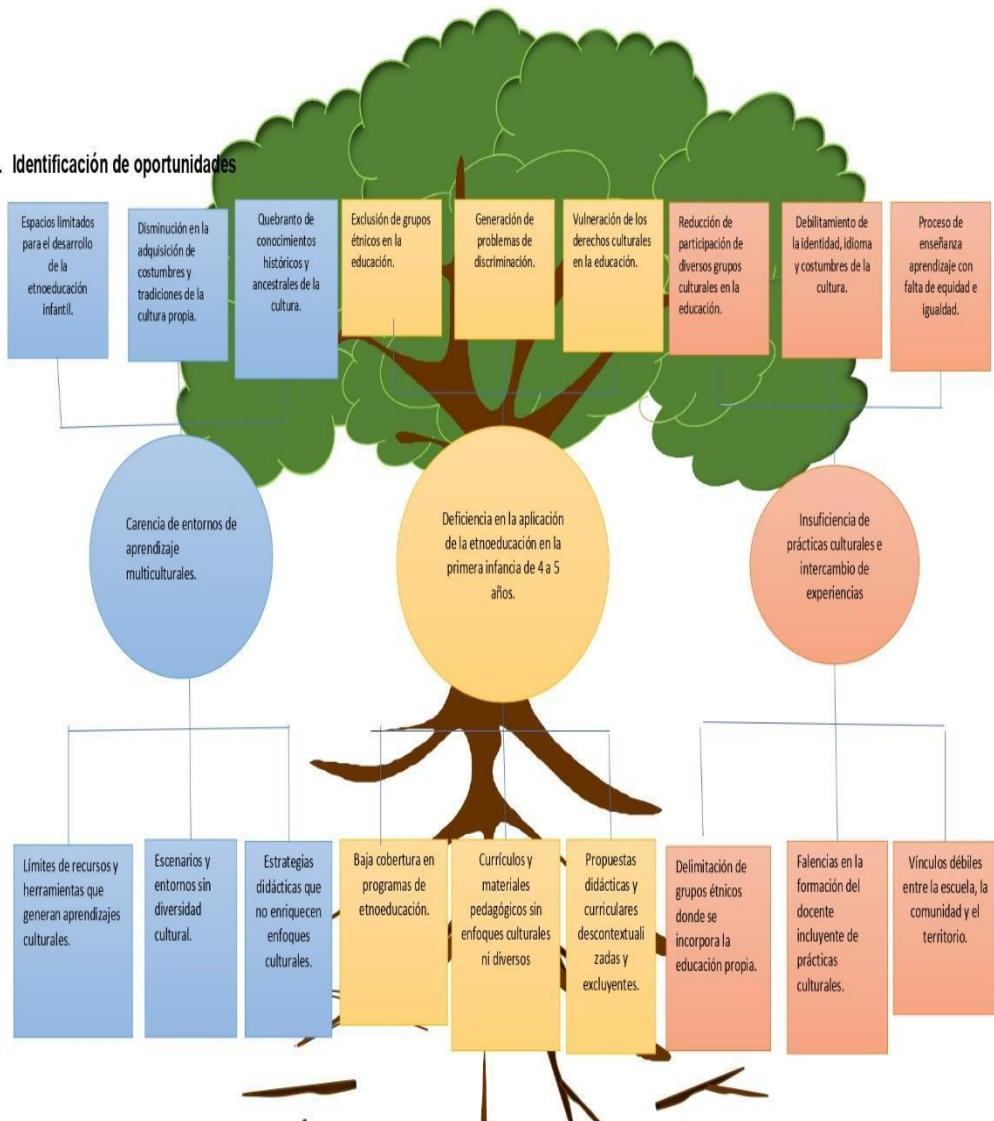 . Identificación de oportunidades
Espacios limitados
para el desarrollo
de la
etnoeducación
infantil.
Disminución en la
adquisición de
costumbres y
tradiciones de la
cultura propia.
Quebranto de
conocimientos
históricos y
ancestrales de la
cultura.
Exclusión de grupos
étnicos en la
educación.
Generación de
problemas de
discriminación.
Vulneración de los
derechos culturales
en la educación.
Reducción de
participación de
diversos grupos
culturales en la
educación.
Debilitamiento de
la identidad, idioma
y costumbres de la
cultura.
Proceso de
enseñanza
aprendizaje con
falta de equidad e
igualdad.
Carencia de entornos de
aprendizaje
multiculturales.
Deficiencia en la aplicación
de la etnoeducación en la
primera infancia de 4 a 5
años.
Insuficiencia de
prácticas culturales e
intercambio de
experiencias
Límites de recursos y
herramientas que
generan aprendizajes
culturales.
Escenarios y
entornos sin
diversidad
cultural.
Estrategias
didácticas que
no enriquecen
enfoques
culturales.
Baja cobertura en
programas de
etnoeducación.
Currículos y
materiales
pedagógicos sin
enfoques culturales
ni diversos
Propuestas
didácticas y
curriculares
descontextuali
zadas y
excluyentes.
Delimitación de
grupos étnicos
donde se
incorpora la
educación propia.
Falencias en la
formación del
docente
incluyente de
prácticas
culturales.
Vínculos débiles
entre la escuela, la
comunidad y el
territorio.